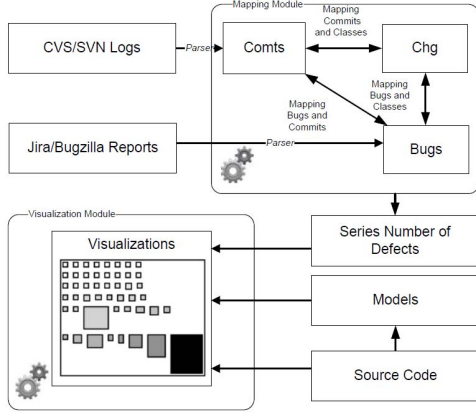 Mapping Module
CVS/SVN Logs
Parser
Comts
Mapping
Commits
and Classes
Chg
Mapping
Bugs and
Classes
Mapping
Bugs and
Commits
Jira/Bugzilla Reports
Parser
Bugs
Visualization Module
Visualizations
Series Number of
Defects
Models
Source Code